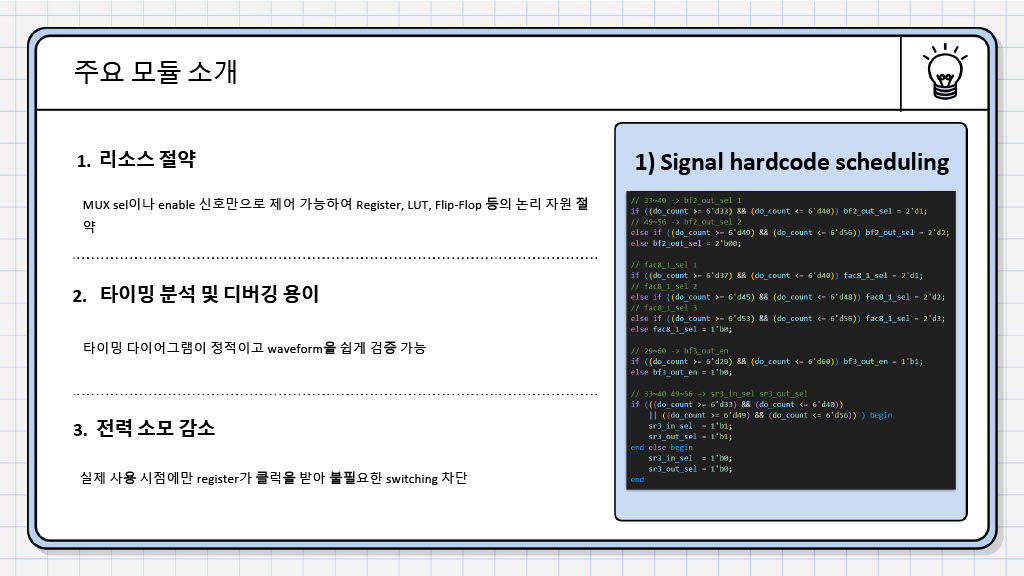 주요 모듈 소개
1. 리소스 절약
MUX sel이나 enable 신호만으로 제어 가능하여 Register, LUT, Flip-Flop 등의 논리 자원 절
약
2. 타이밍 분석 및 디버깅 용이
타이밍 다이어그램이 정적이고 waveform을 쉽게 검증 가능
3. 전력 소모 감소
실제 사용 시점에만 register가 클럭을 받아 불필요한 switching 차단
1) Signal hardcode scheduling
// 33~40 -> bf2_out_sel 1
if ((do_count >= 6'd33) && (do_count <= 6'd40)) bf2_out_sel = 2'd1;
// 49~56 -> bf2_out_sel 2
else if ((do_count >= 6'd49) && (do_count <= 6'd56)) bf2_out_sel = 2'd2;
else bf2_out_sel = 2'b00;
// fac8_1_sel 1
if ((do_count >= 6'd37) && (do_count <= 6'd40)) fac8_1_sel = 2'd1;
// fac8_1_sel 2
else if ((do_count >= 6'd45) && (do_count <= 6'd48)) fac8_1_sel = 2'd2;
// fac8_1_sel 3
else if ((do_count >= 6'd53) && (do_count <= 6'd56)) fac8_1_sel = 2'd3;
else fac8_1_sel = 1'b0;
// 29~60 -> bf3_out_en
if ((do_count >= 6'd29) && (do_count <= 6'd60)) bf3_out_en = 1'b1;
else bf3_out_en = 1'b0;
// 33~40 49~56 -> sr3_in_sel sr3_out_sel
if (((do_count >= 6'd33) && (do_count <= 6'd40))
|| ((do_count >= 6'd49) && (do_count <= 6'd56)) ) begin
sr3_in_sel = 1'b1;
sr3_out_sel = 1'b1;
end else begin
sr3_in_sel = 1'b0;
sr3_out_sel = 1'b0;
end